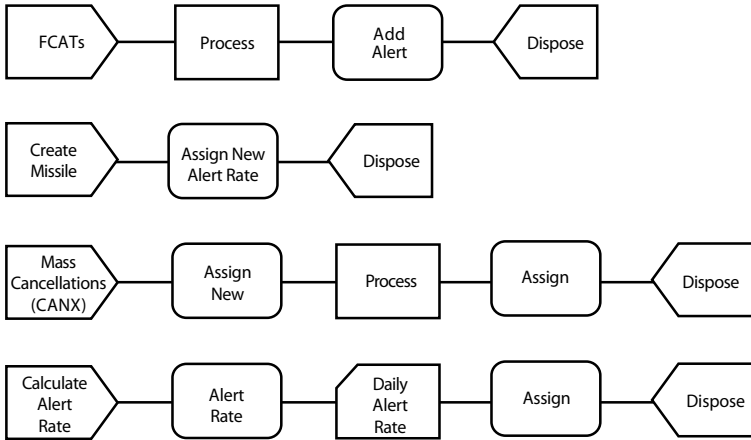 FCATs
Process
Add
Alert
Dispose
Create
Missile
Assign New
Alert Rate
Dispose
Mass
Cancellations
(CANX)
Assign
New
Process
Assign
Dispose
Calculate
Alert
Rate
Alert
Rate
Daily
Alert
Rate
Assign
Dispose